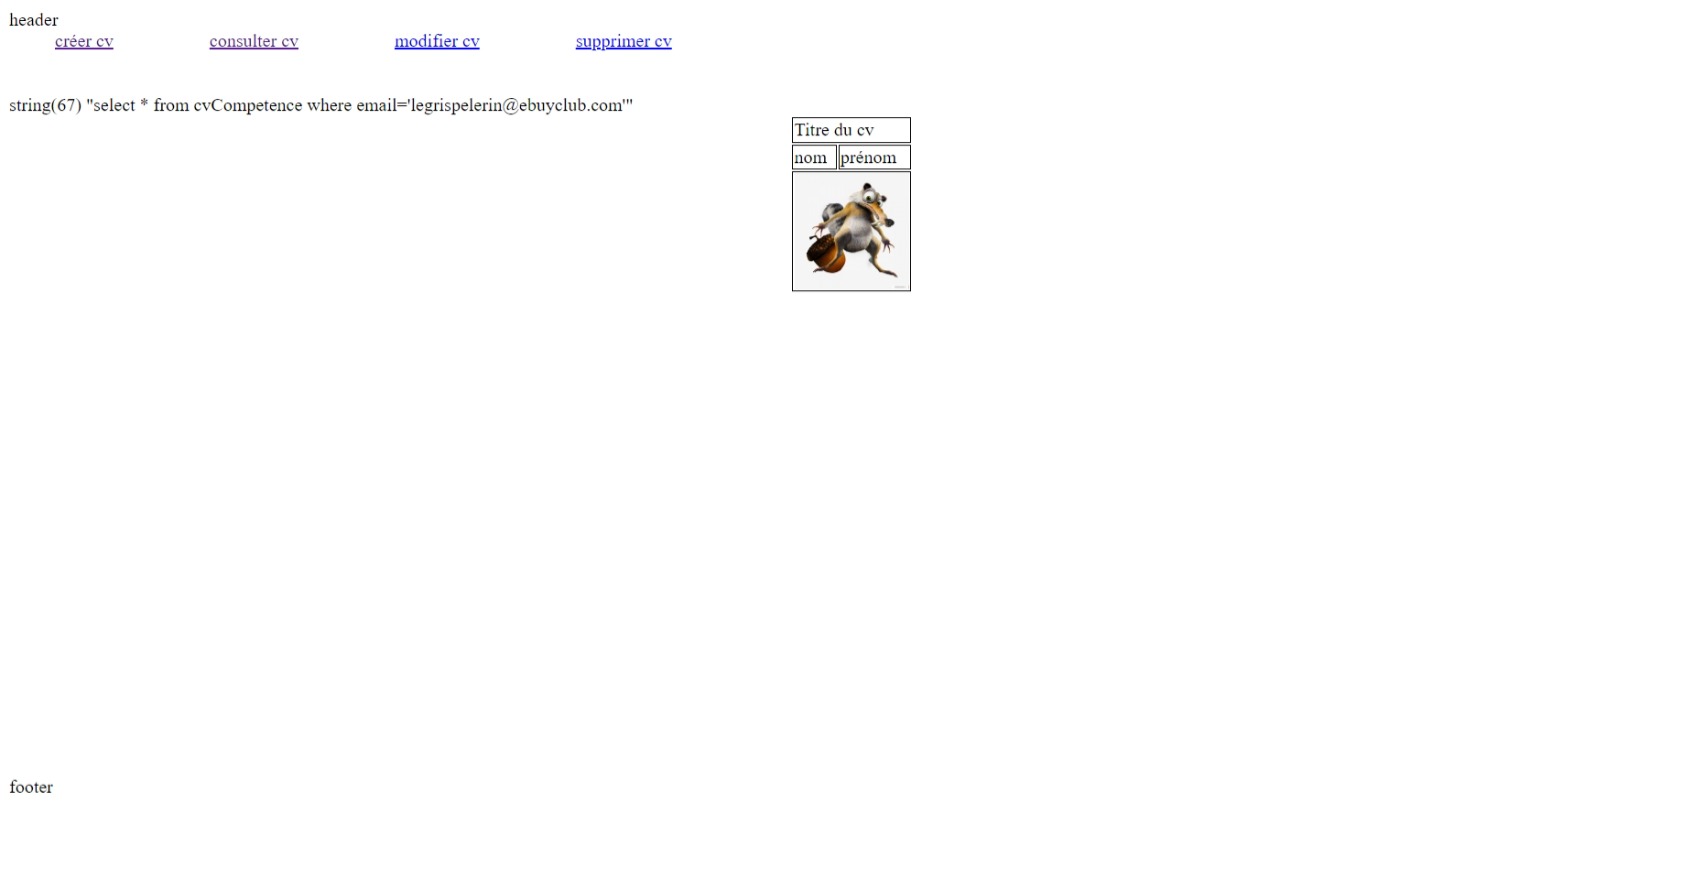 header
créer cv consulter cv modifier cv supprimer cv
string(67) "select * from cvCompetence where email='legrispelerin@ebuyclub.com'"
Titre du cv
nom prénom
footer